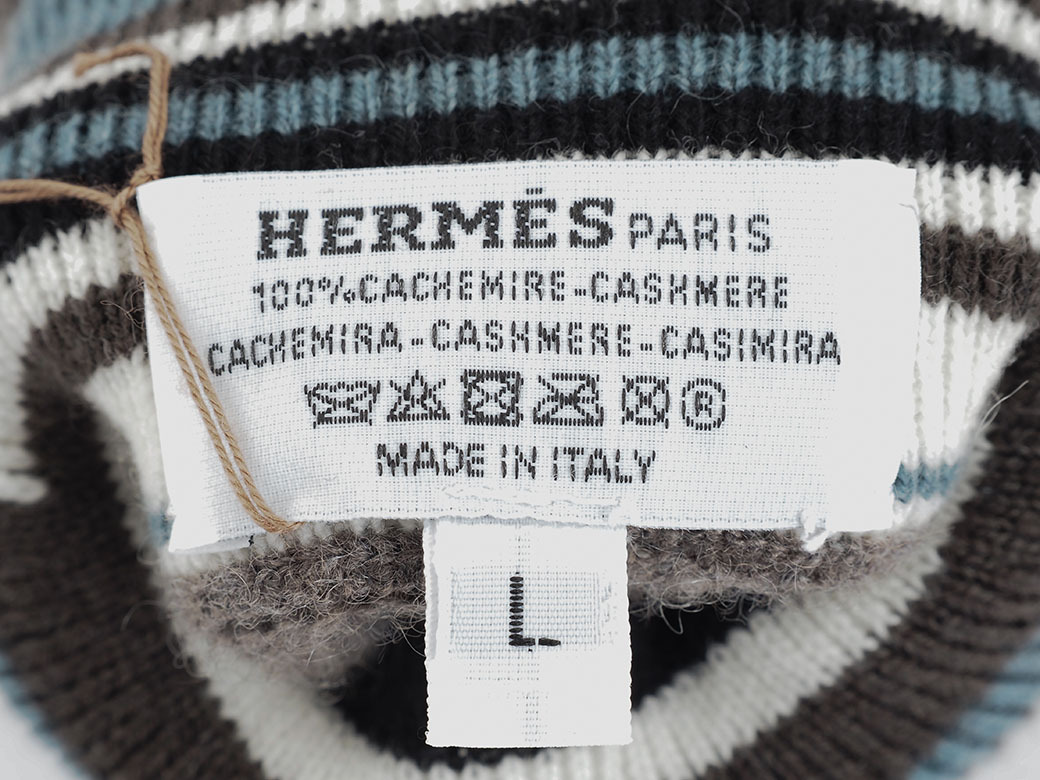 HERMÈS PARIS
100% CACHEMIRE-CASHMERE
CACHEMIRA-CASHMERE-CASIMIRA
®
MADE IN ITALY
L